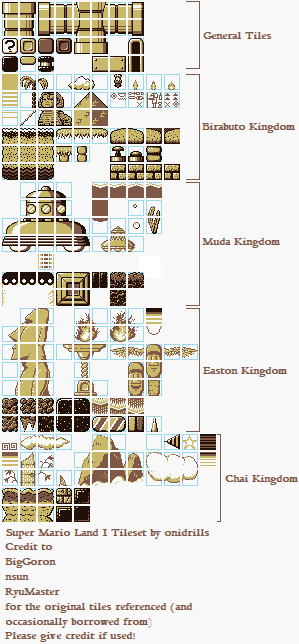 General Tiles
Birabuto Kingdom
Muda Kingdom
Easton Kingdom
Chai Kingdom
Super Mario Land I Tileset by onidrills
Credit to
BigGoron
nsun
RyuMaster
for the original tiles referenced (and
occasionally borrowed from)
Please give credit if used!